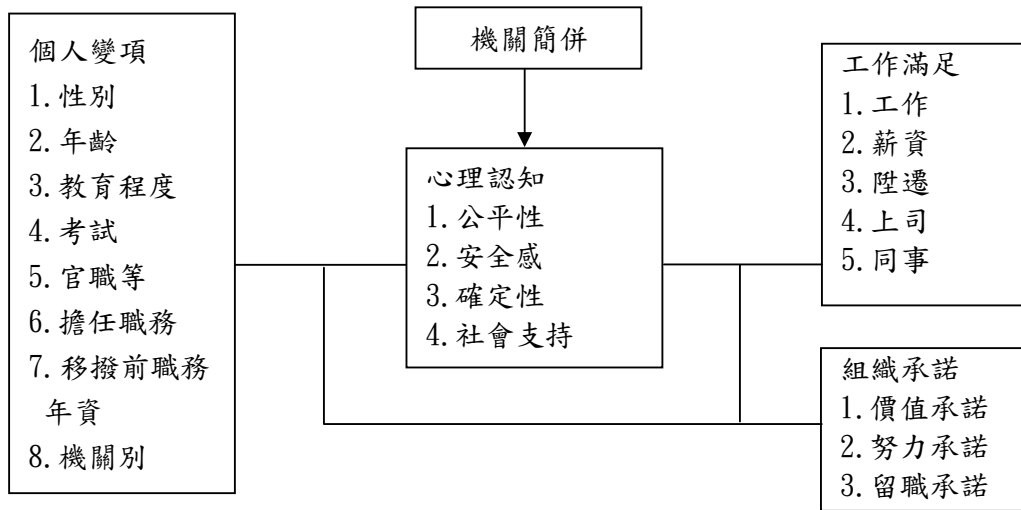 個人變項
1.性別
2.年齡
3.教育程度
4.考試
5.官職等
6.擔任職務
7.移撥前職務
年資
8.機關別
機關簡併
心理認知
1.公平性
2.安全感
3.確定性
4.社會支持
工作滿足
1.工作
2.薪資
3.陞遷
4.上司
5.同事
組織承諾
1.價值承諾
2.努力承諾
3.留職承諾